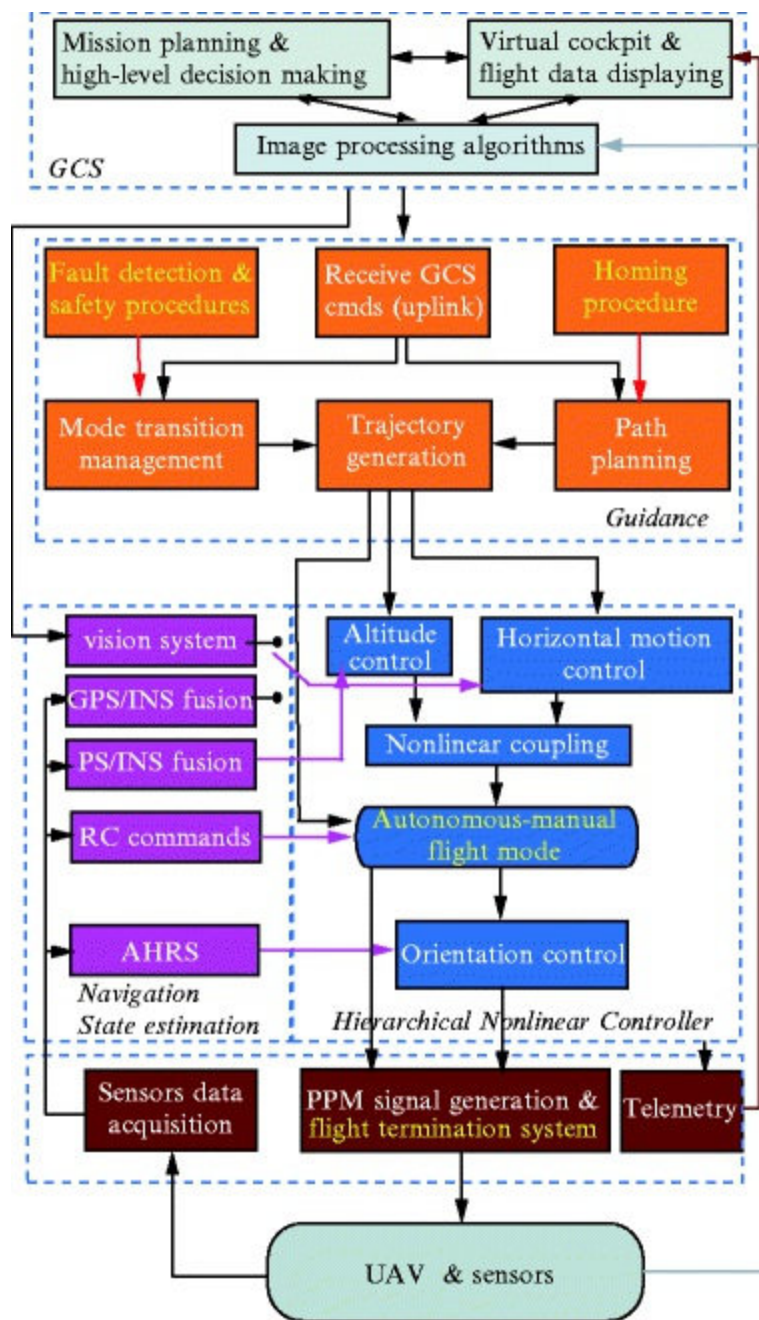 Mission planning &
high-level decision making
Virtual cockpit &
flight data displaying
Image processing algorithms
GCS
Fault detection &
safety procedures
Receive GCS
cmds (uplink)
Homing
procedure
Mode transition
management
Trajectory
generation
Path
planning
Guidance
vision system
GPS/INS fusion
PS/INS fusion
RC commands
AHRS
Navigation
State estimation
Altitude
control
Horizontal motion
control
Nonlinear coupling
Autonomous-manual
flight mode
Orientation control
Hierarchical Nonlinear Controller
Sensors data
acquisition
PPM signal generation &
flight termination system
Telemetry
UAV & sensors